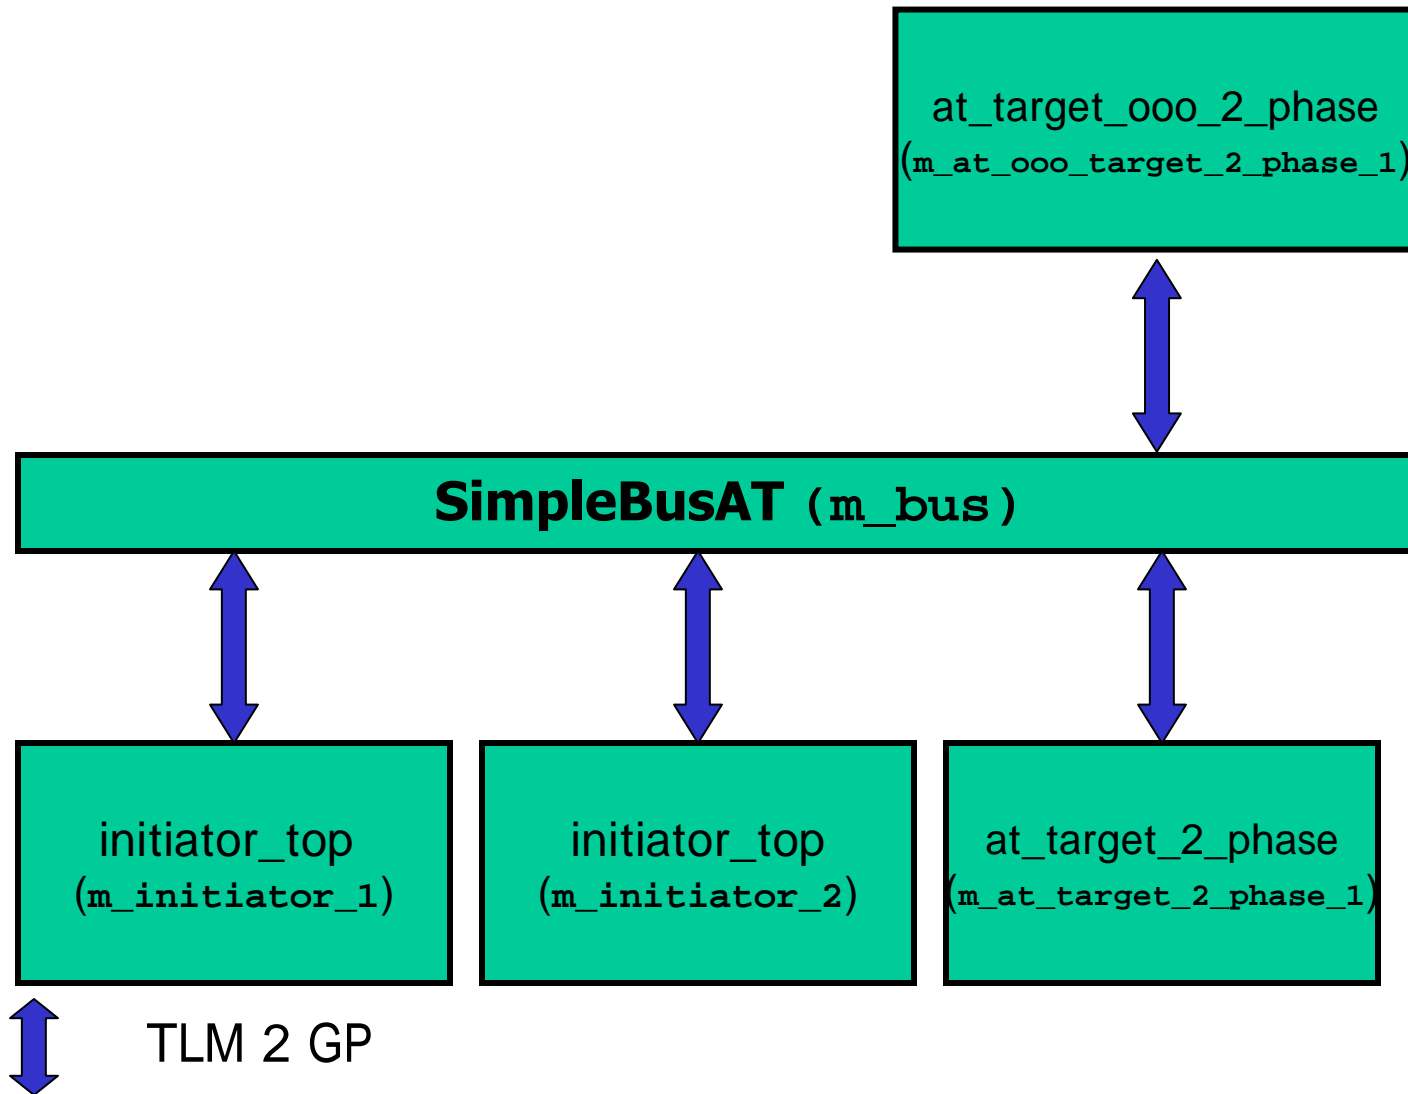 at_target_ooo_2_phase
(m_at_ooo_target_2_phase_1)
SimpleBusAT (m_bus)
initiator_top
(m_initiator_1)
initiator_top
(m_initiator_2)
at_target_2_phase
(m_at_target_2_phase_1)
TLM 2 GP